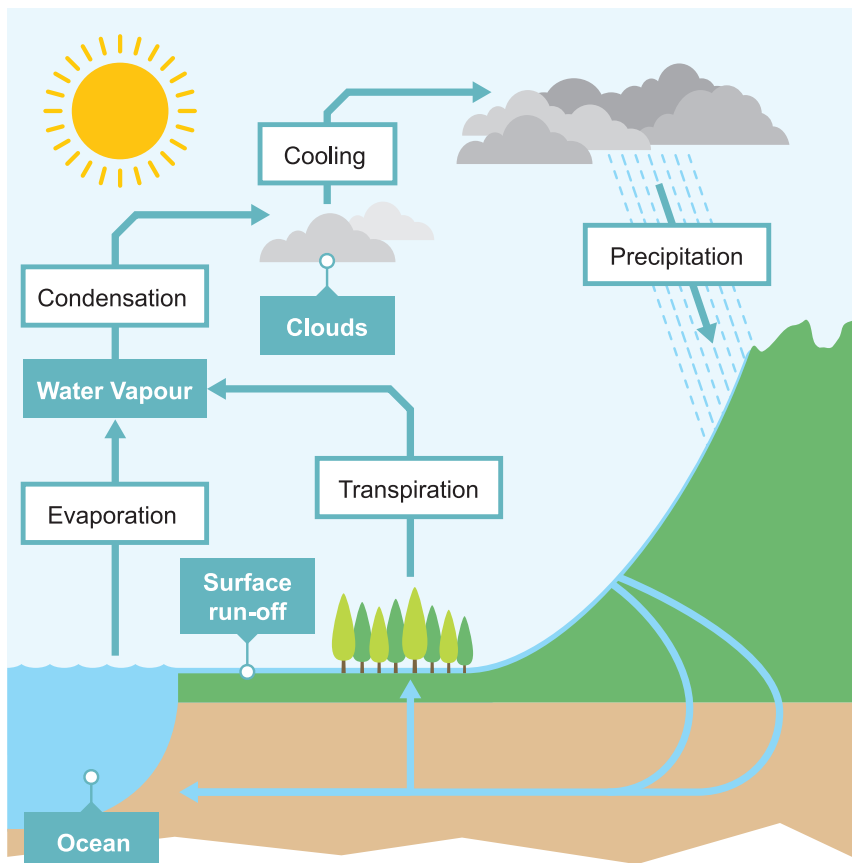 Cooling
Precipitation
Condensation
Clouds
Water Vapour
Transpiration
Evaporation
Surface
run-off
Ocean